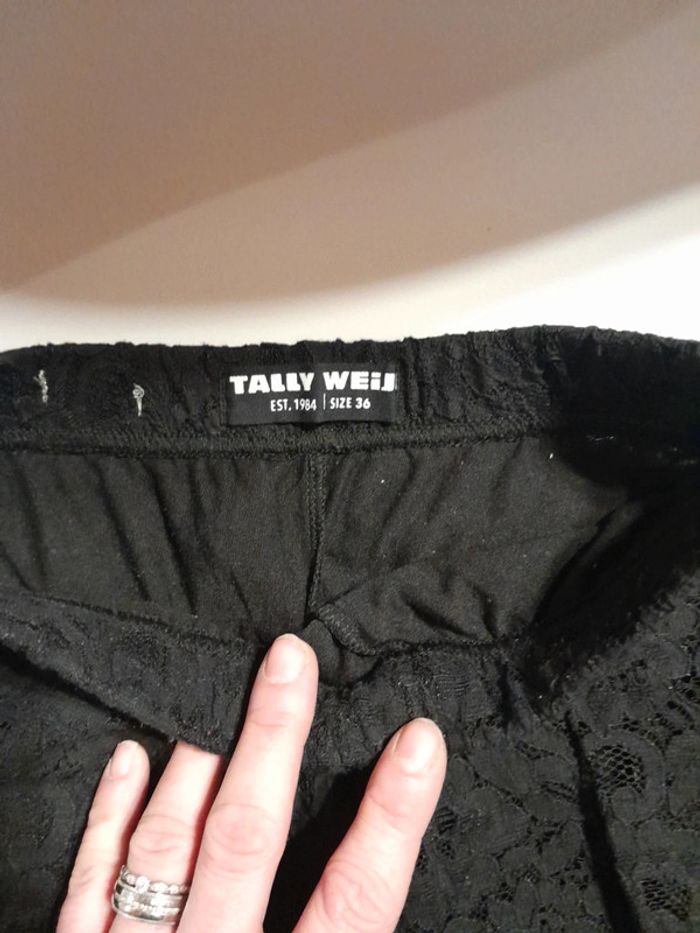 TALLY WEiJL
EST. 1984 | SIZE 36